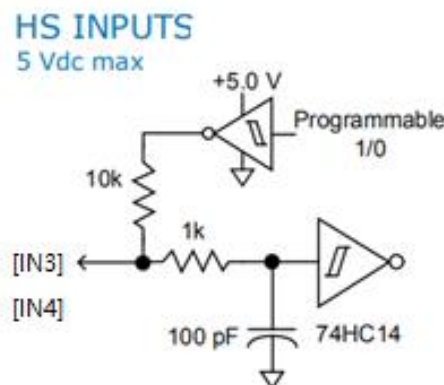 HS INPUTS
5 Vdc max
+5.0 V
Programmable
1/0
10k
1k
[IN3]
[IN4]
100 pF
74HC14